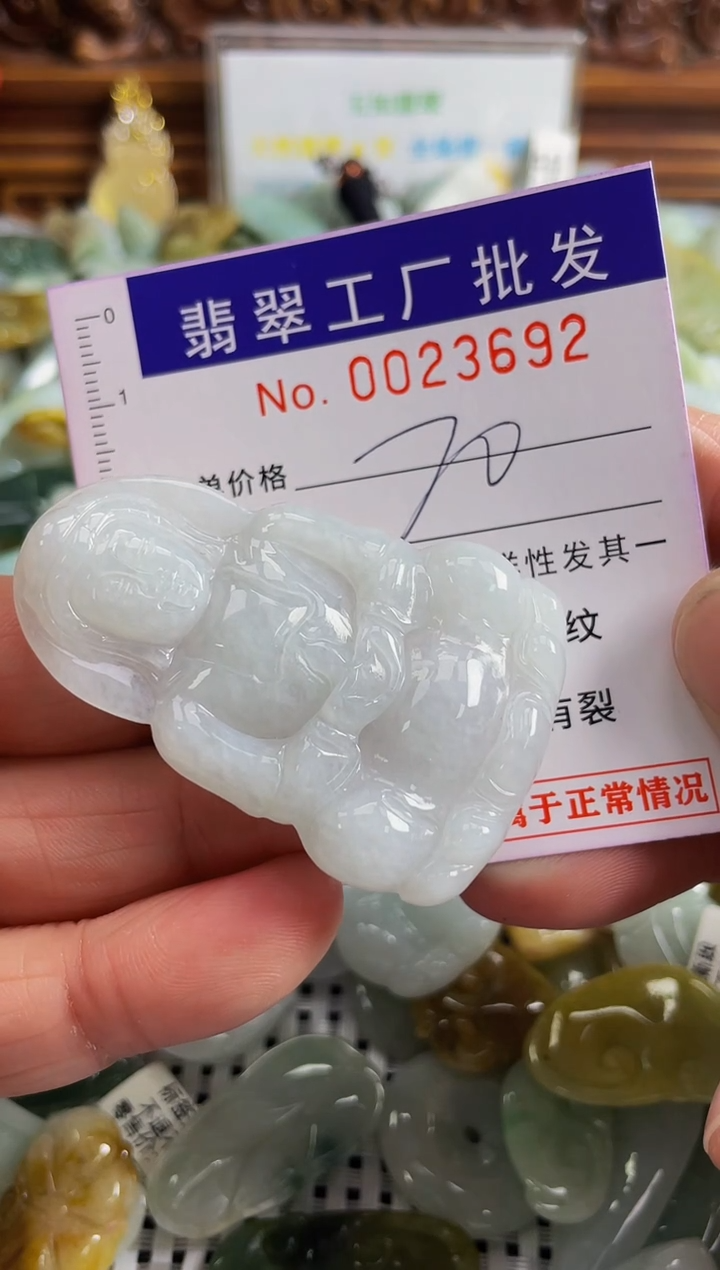 翡翠工厂批发
No. 0023692
0
1
单价格 70
性发其一
纹
有裂
属于正常情况